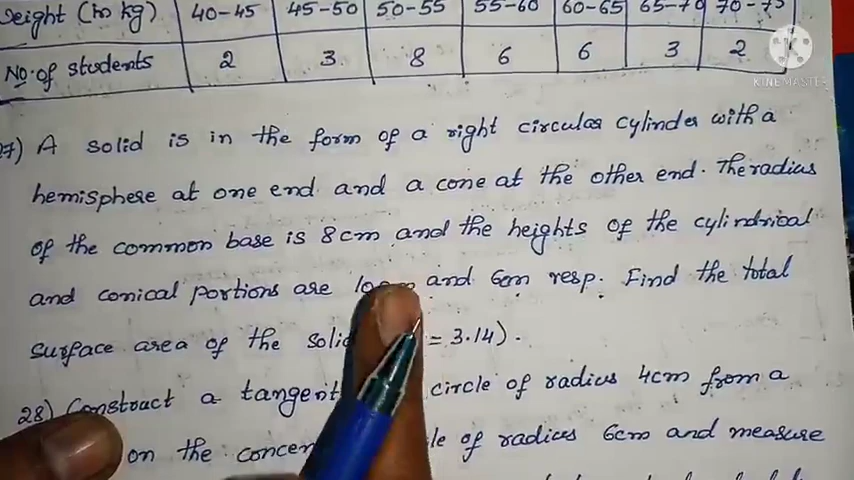 Weight (in kg) 40-45 45-50 50-55 55-60 60-65 65-70 70-75
No. of students 2 3 8 6 6 3 2
KINEMASTER
27) A solid is in the form of a right circular cylinder with a
hemisphere at one end and a cone at the other end. The radius
of the common base is 8cm and the heights of the cylindrical
and conical portions are and 6cm resp. Find the total
surface area of the = 3.14).
28) Construct a tangent circle of radius 4cm from a
on the of radius 6cm and measure